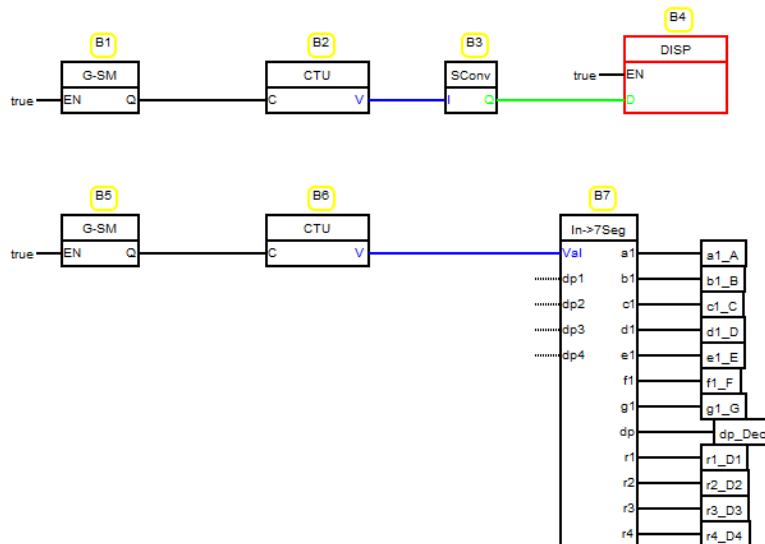 B1 B2 B3 B4
G-SM CTU SConv DISP
true EN
true EN Q C V I Q D
B5 B6 B7
G-SM CTU In->7Seg
true EN Q C V Val a1 a1_A
dp1 b1 b1_B
dp2 c1 c1_C
dp3 d1 d1_D
dp4 e1 e1_E
f1 f1_F
g1 g1_G
dp dp_Dec
r1 r1_D1
r2 r2_D2
r3 r3_D3
r4 r4_D4